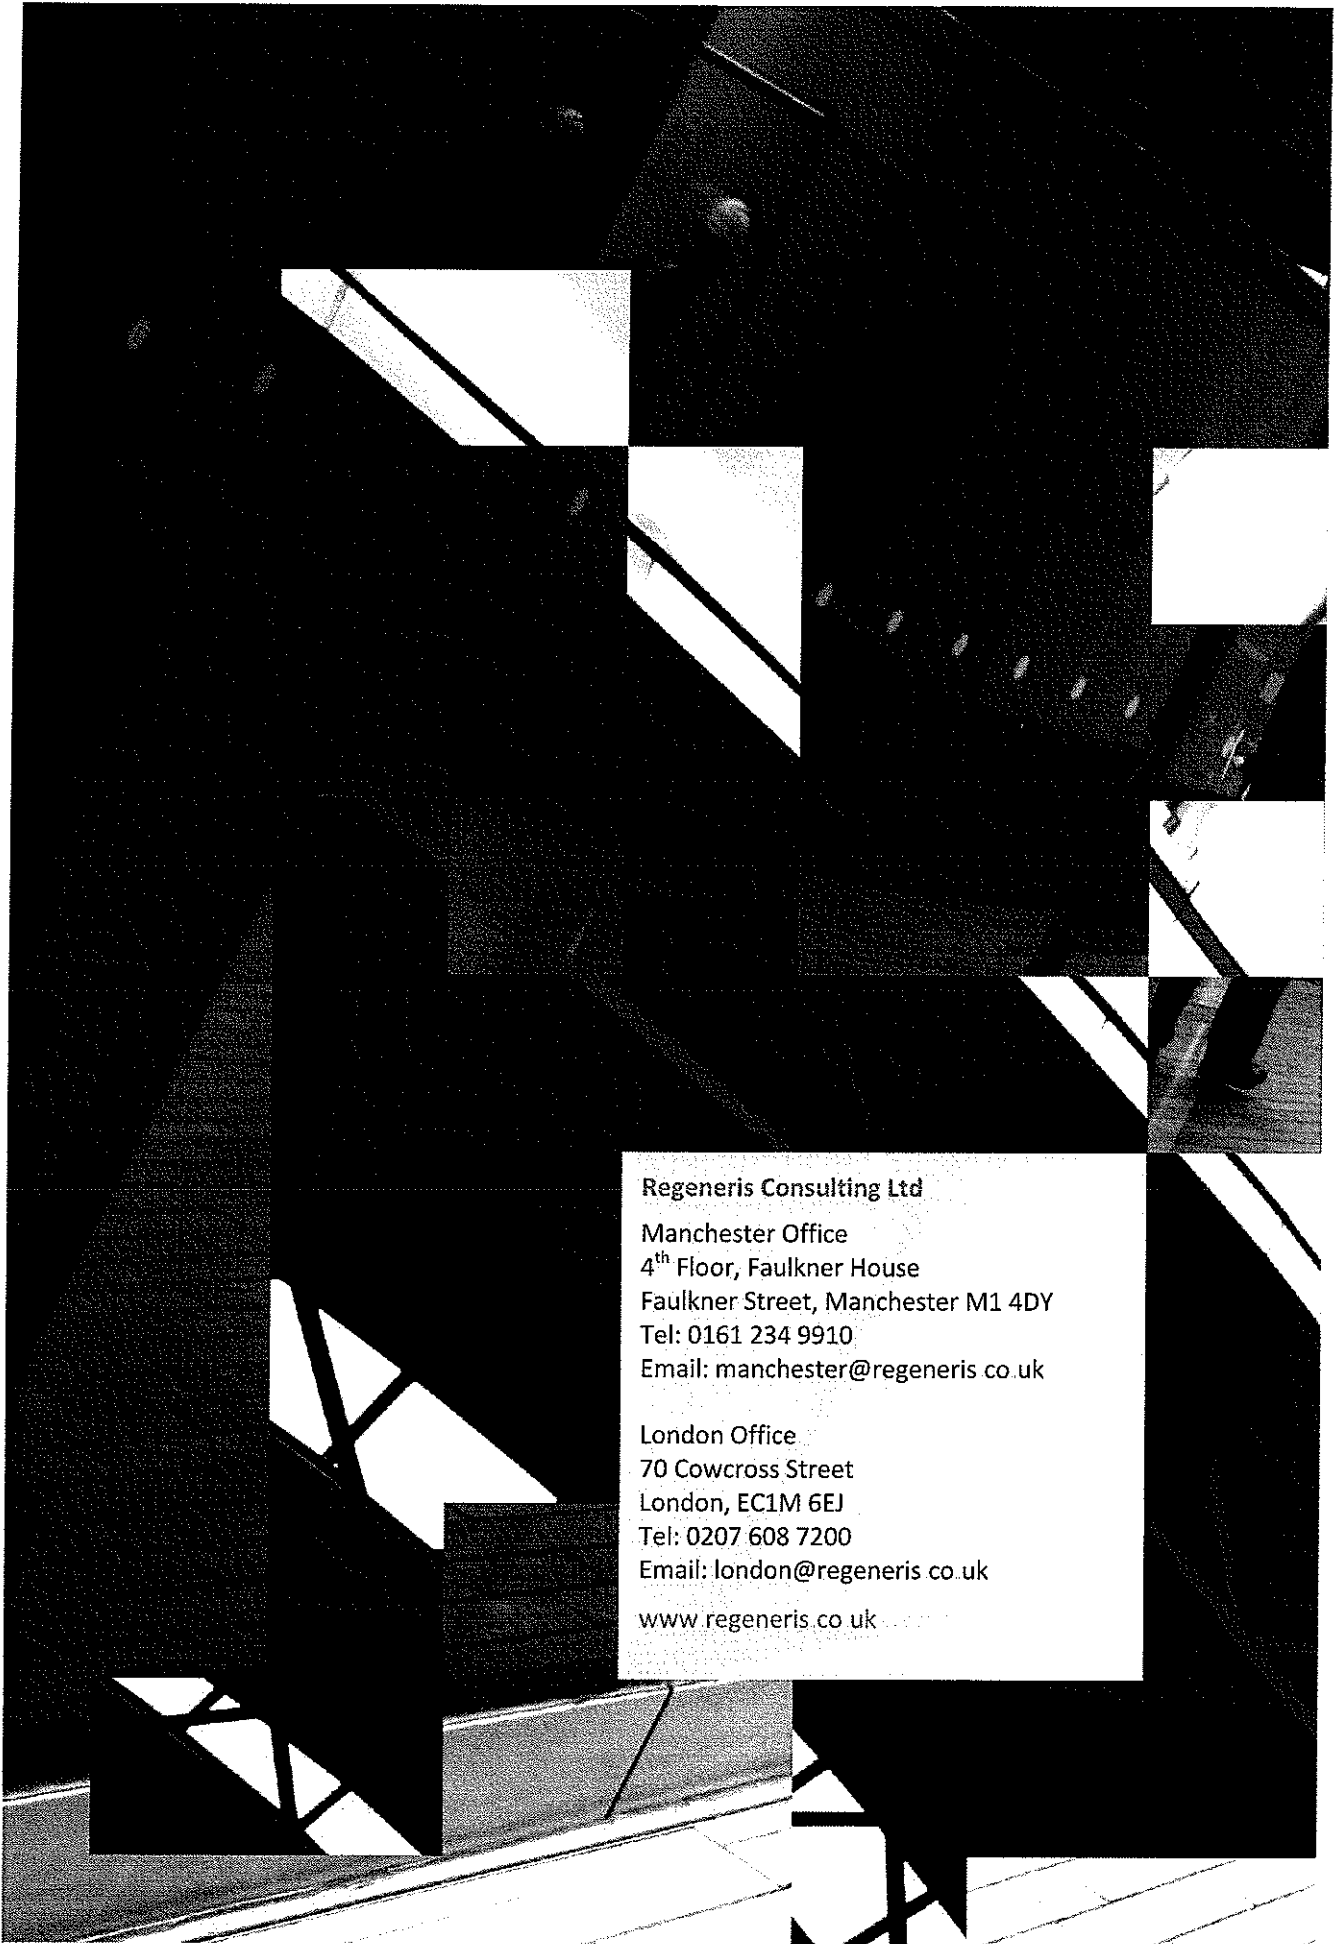 Regeneris Consulting Ltd
Manchester Office
4th Floor, Faulkner House
Faulkner Street, Manchester M1 4DY
Tel: 0161 234 9910
Email: manchester@regeneris.co.uk
London Office
70 Cowcross Street
London, EC1M 6EJ
Tel: 0207 608 7200
Email: london@regeneris.co.uk
www.regeneris.co.uk